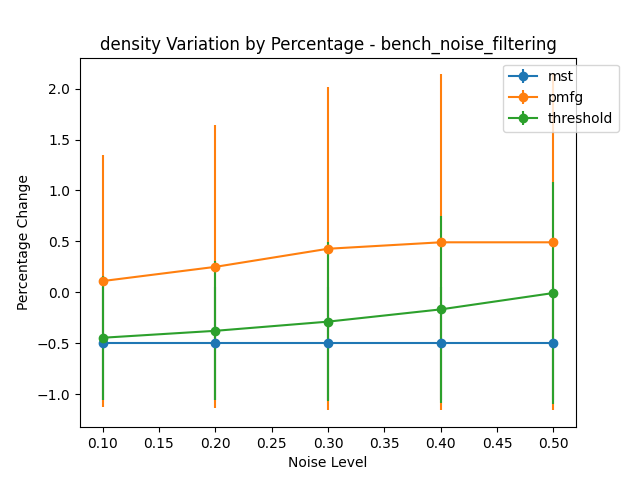 density Variation by Percentage - bench_noise_filtering
mst
pmfg
threshold
2.0
1.5
1.0
0.5
0.0
−0.5
−1.0
Percentage Change
0.10
0.15
0.20
0.25
0.30
0.35
0.40
0.45
0.50
Noise Level